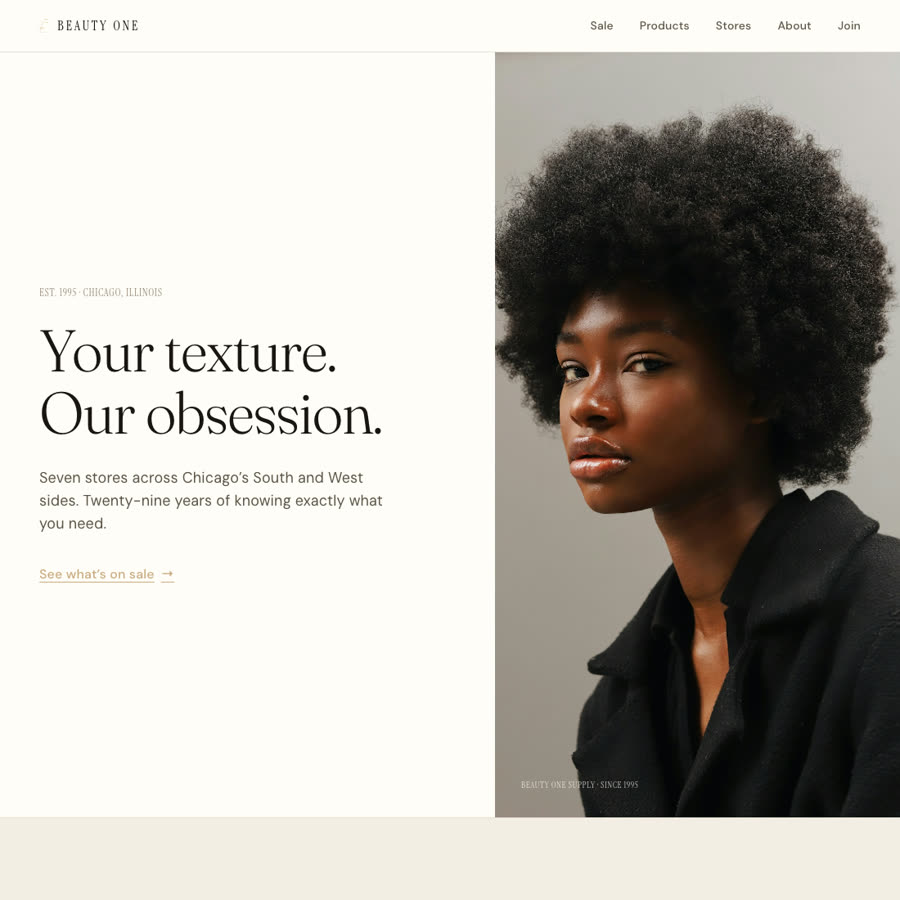 BEAUTY ONE
Sale Products Stores About Join
EST. 1995 · CHICAGO, ILLINOIS
Your texture.
Our obsession.
Seven stores across Chicago’s South and West
sides. Twenty-nine years of knowing exactly what
you need.
See what’s on sale →
BEAUTY ONE SUPPLY · SINCE 1995